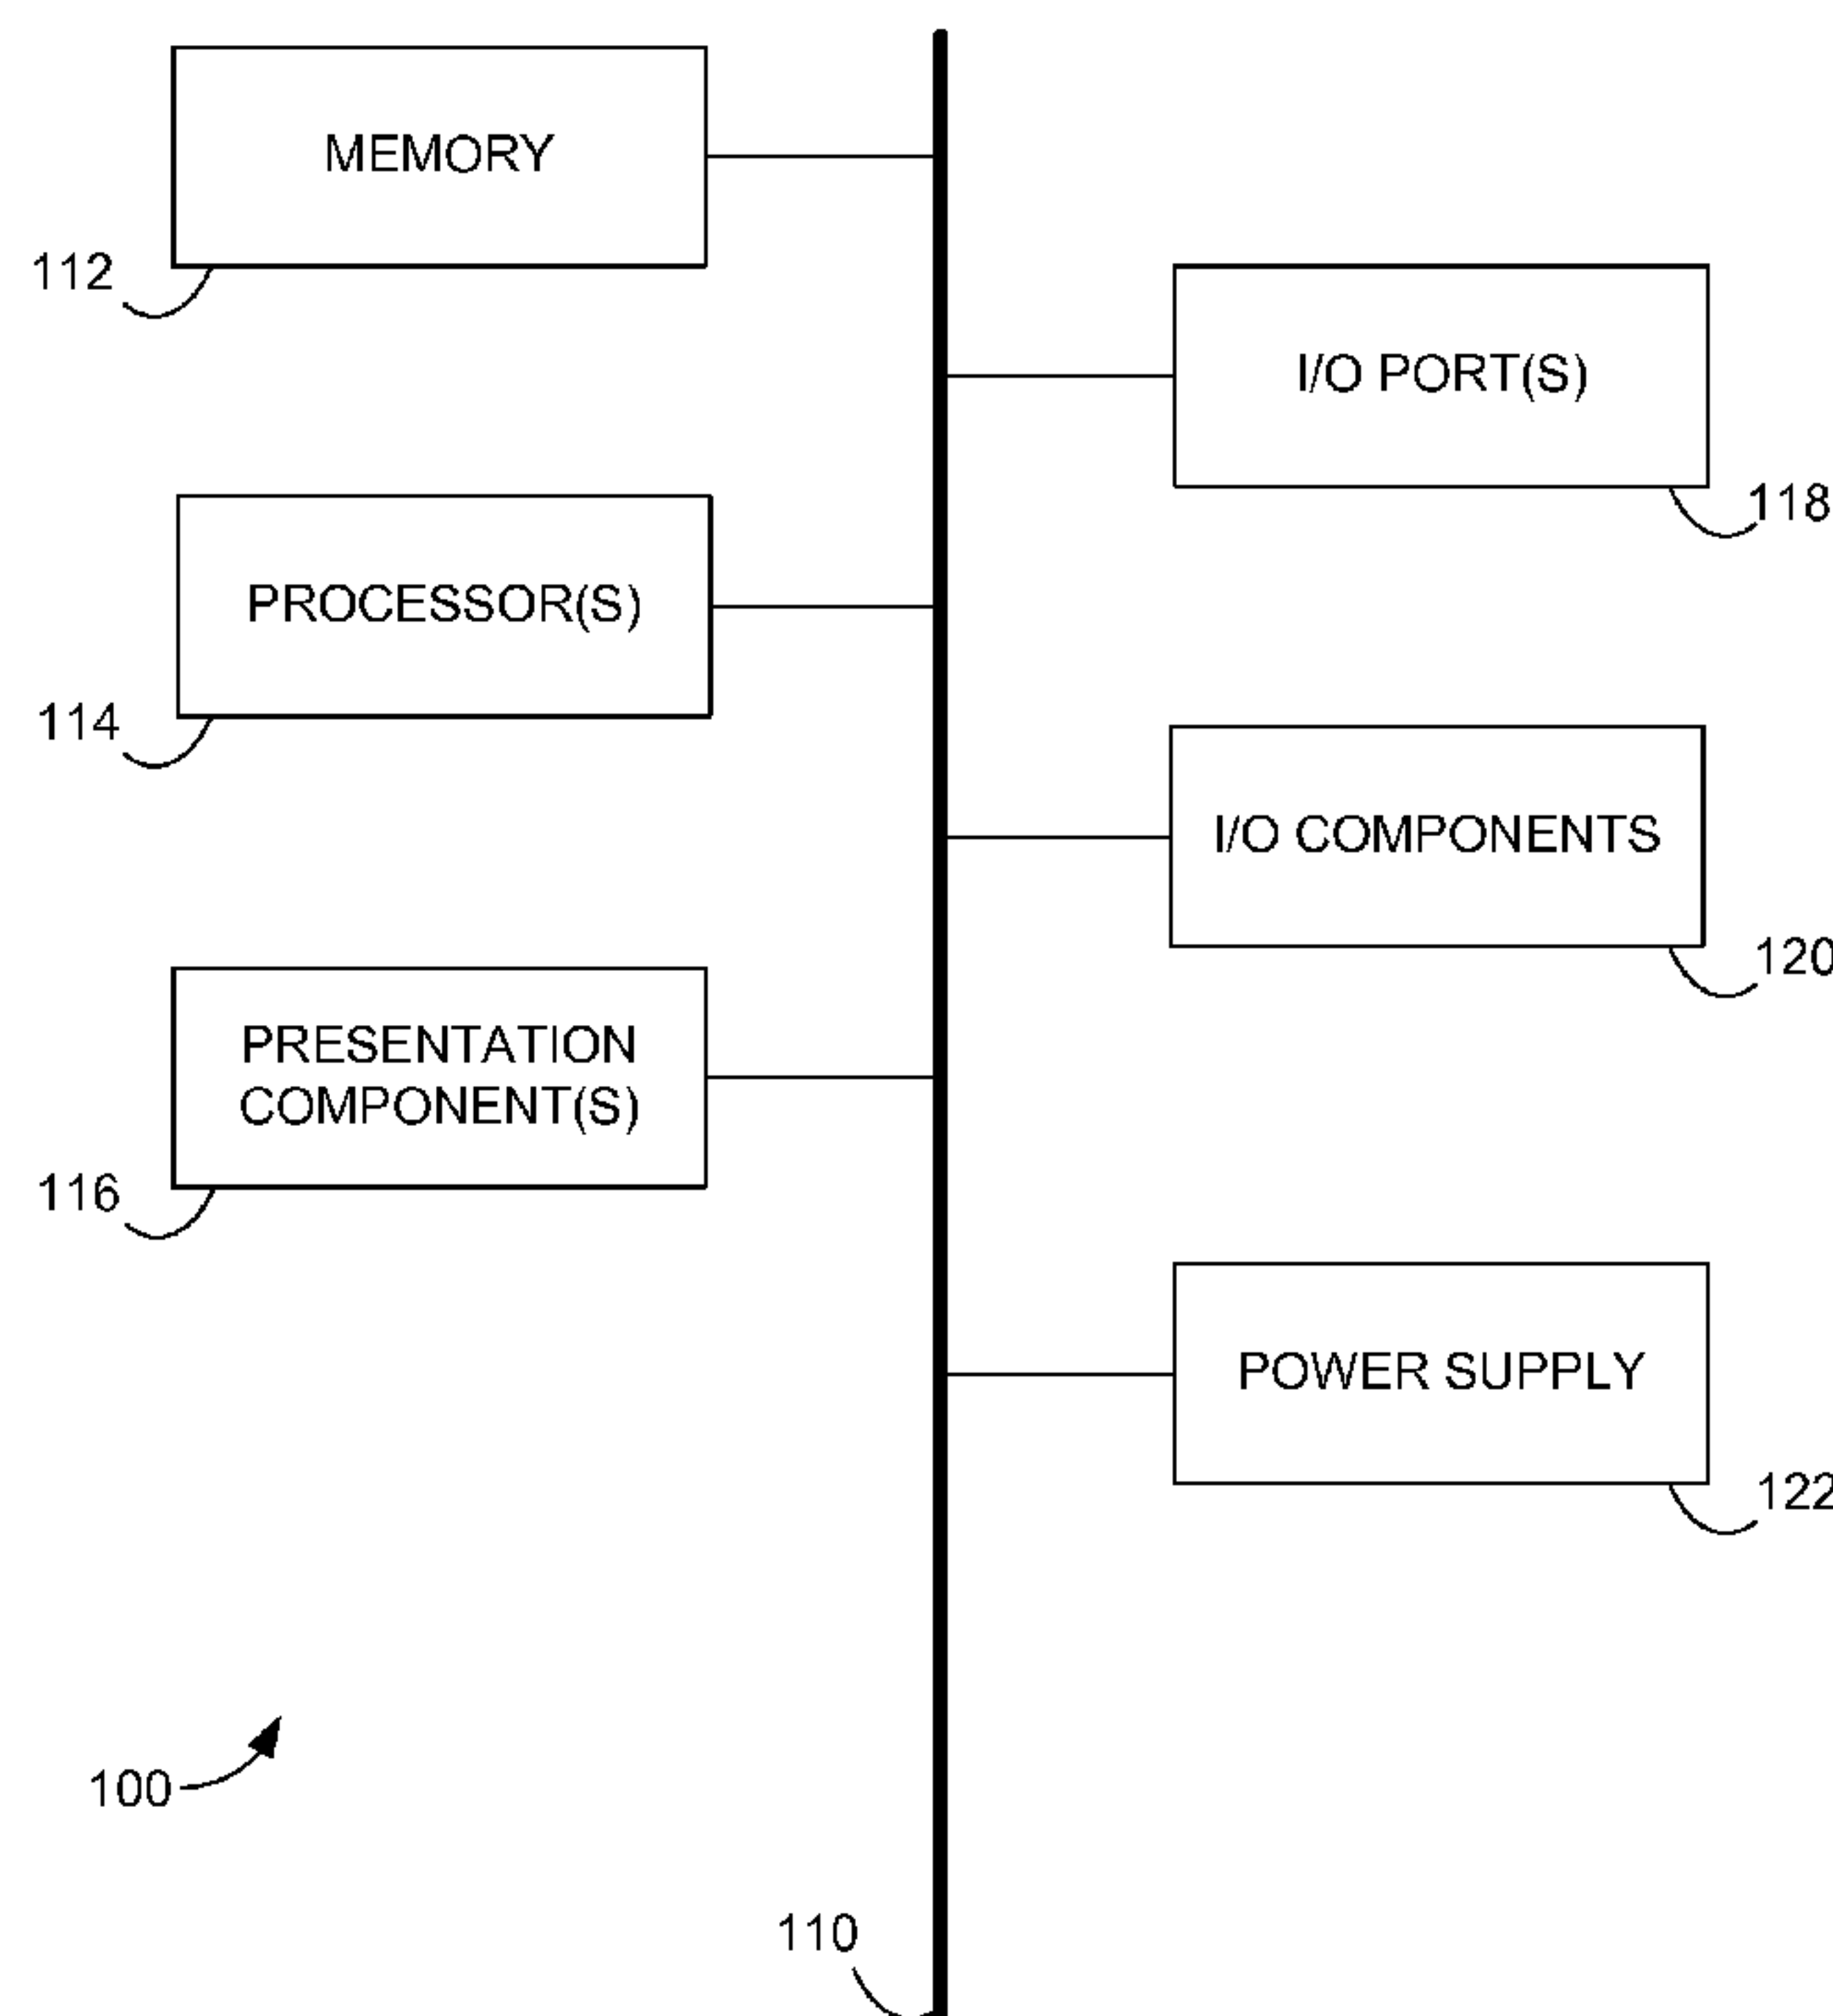 MEMORY
112
I/O PORT(S)
118
PROCESSOR(S)
114
I/O COMPONENTS
120
PRESENTATION
COMPONENT(S)
116
POWER SUPPLY
122
100
110